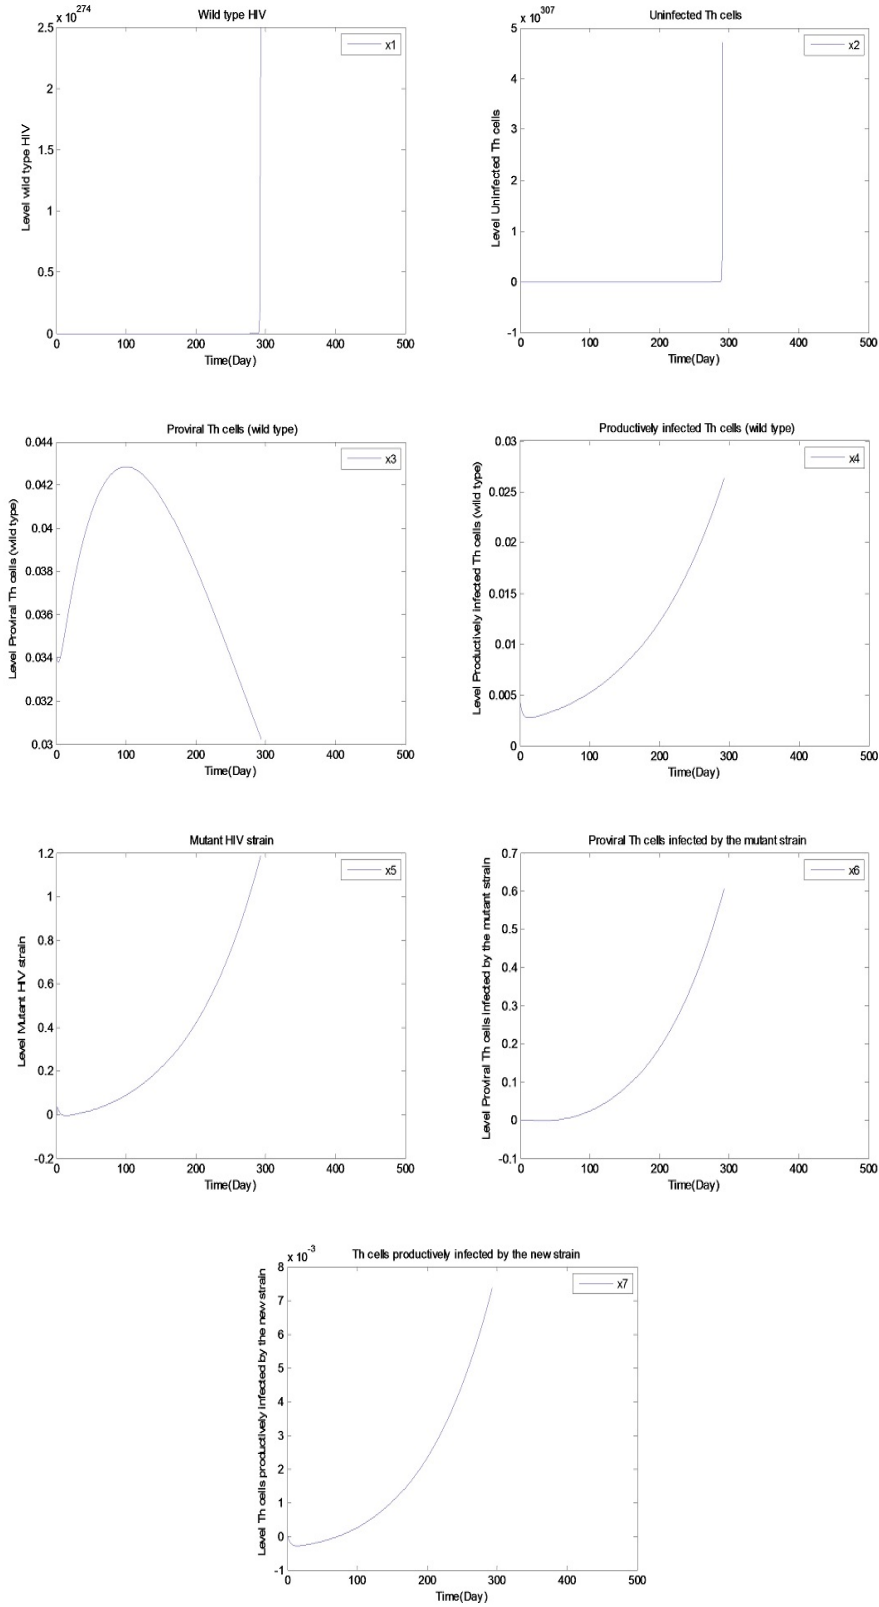 x 10^274
Wild type HIV
x1
2.5
2
1.5
1
0.5
0
Level wild type HIV
0 100 200 300 400 500
Time(Day)
x 10^307
Uninfected Th cells
x2
5
4
3
2
1
0
-1
Level Uninfected Th cells
0 100 200 300 400 500
Time(Day)
Proviral Th cells (wild type)
x3
0.044
0.042
0.04
0.038
0.036
0.034
0.032
0.03
Level Proviral Th cells (wild type)
0 100 200 300 400 500
Time(Day)
Productively infected Th cells (wild type)
x4
0.03
0.025
0.02
0.015
0.01
0.005
0
Level Productively infected Th cells (wild type)
0 100 200 300 400 500
Time(Day)
Mutant HIV strain
x5
1.2
1
0.8
0.6
0.4
0.2
0
-0.2
Level Mutant HIV strain
0 100 200 300 400 500
Time(Day)
Proviral Th cells infected by the mutant strain
x6
0.7
0.6
0.5
0.4
0.3
0.2
0.1
0
-0.1
Level Proviral Th cells infected by the mutant strain
0 100 200 300 400 500
Time(Day)
x 10^-3
Th cells productively infected by the new strain
x7
8
7
6
5
4
3
2
1
0
-1
Level Th cells productively infected by the new strain
0 100 200 300 400 500
Time(Day)